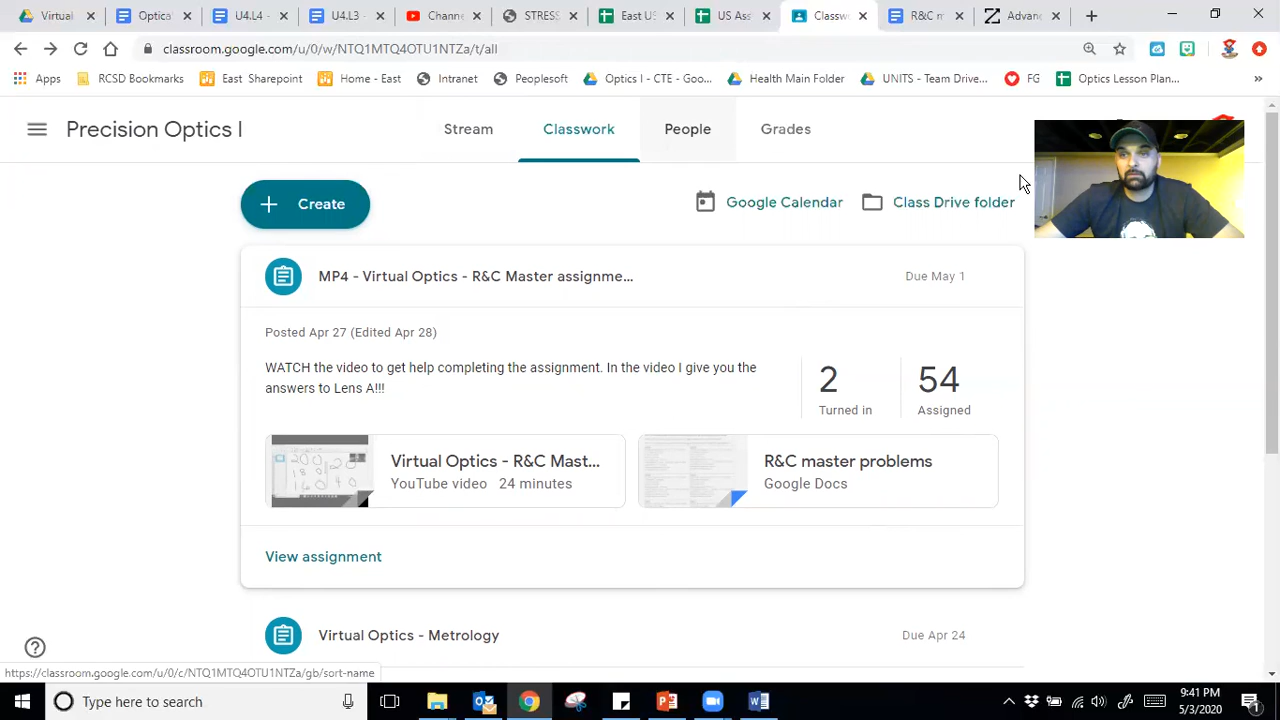 Virtual
Optical
U4.L4 -
U4.L3 -
Channe
STRESS
East US
US Ass
Classw
R&C m
Advan
classroom.google.com/u/0/w/NTQ1MTQ4OTU1NTZa/t/all
Apps
RCSD Bookmarks
East Sharepoint
Home - East
Intranet
Peoplesoft
Optics I - CTE - Goo...
Health Main Folder
UNITS - Team Drive...
FG
Optics Lesson Plan...
»
Precision Optics I
Stream
Classwork
People
Grades
+ Create
Google Calendar
Class Drive folder
MP4 - Virtual Optics - R&C Master assignme...
Due May 1
Posted Apr 27 (Edited Apr 28)
WATCH the video to get help completing the assignment. In the video I give you the
answers to Lens A!!!
2
Turned in
54
Assigned
Virtual Optics - R&C Mast...
YouTube video 24 minutes
R&C master problems
Google Docs
View assignment
Virtual Optics - Metrology
Due Apr 24
https://classroom.google.com/u/0/c/NTQ1MTQ4OTU1NTZa/gb/sort-name
Type here to search
9:41 PM
5/3/2020